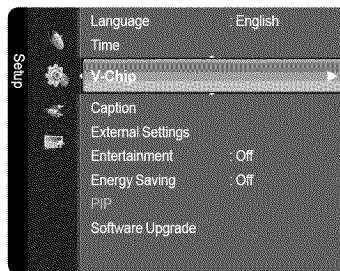 Setup
Language : English
Time
V-Chip
Caption
External Settings
Entertainment : Off
Energy Saving : Off
PIP
Software Upgrade